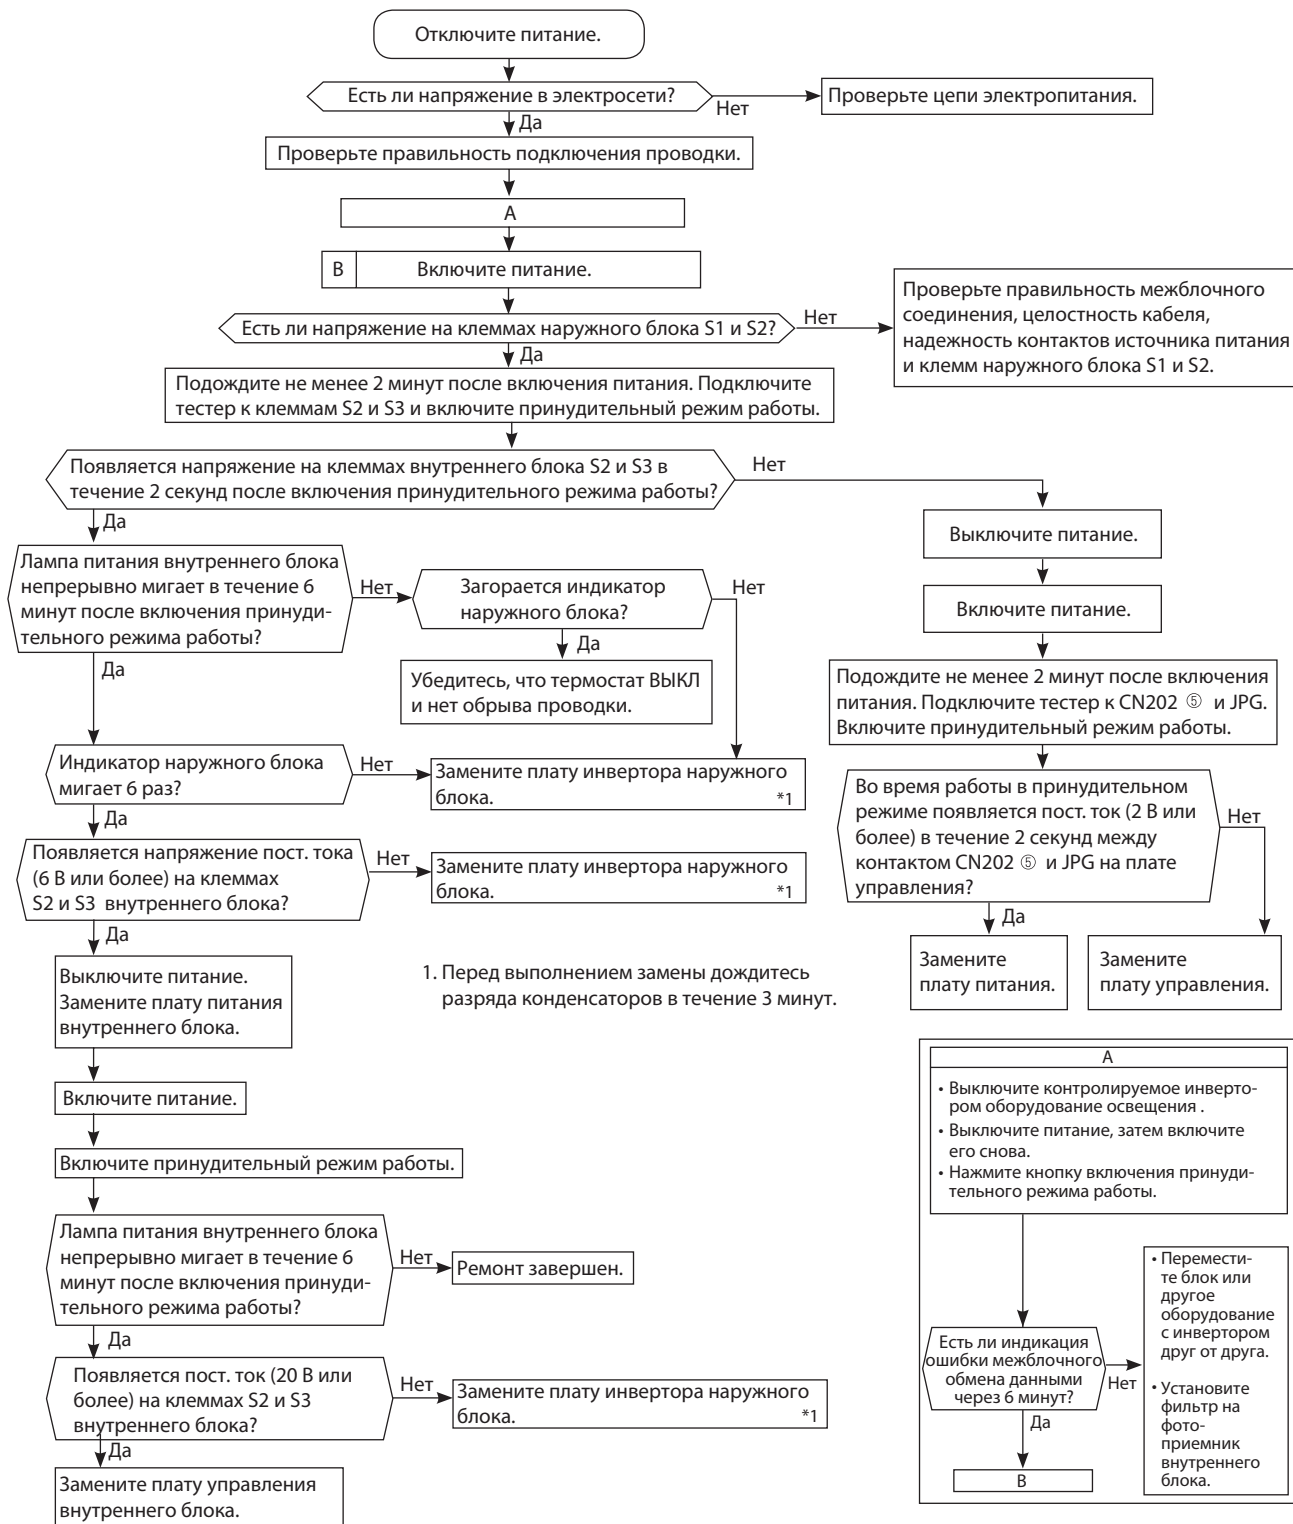 Отключите питание.
Есть ли напряжение в электросети?
Нет
Проверьте цепи электропитания.
Да
Проверьте правильность подключения проводки.
A
B
Включите питание.
Есть ли напряжение на клеммах наружного блока S1 и S2?
Нет
Проверьте правильность межблочного
соединения, целостность кабеля,
надежность контактов источника питания
и клемм наружного блока S1 и S2.
Да
Подождите не менее 2 минут после включения питания. Подключите
тестер к клеммам S2 и S3 и включите принудительный режим работы.
Появляется напряжение на клеммах внутреннего блока S2 и S3 в
течение 2 секунд после включения принудительного режима работы?
Нет
Да
Лампа питания внутреннего блока
непрерывно мигает в течение 6
минут после включения принуди-
тельного режима работы?
Нет
Загорается индикатор
наружного блока?
Нет
Да
Убедитесь, что термостат ВЫКЛ
и нет обрыва проводки.
Да
Индикатор наружного блока
мигает 6 раз?
Нет
Замените плату инвертора наружного
блока. *1
Да
Появляется напряжение пост. тока
(6 В или более) на клеммах
S2 и S3 внутреннего блока?
Нет
Замените плату инвертора наружного
блока. *1
Да
Выключите питание.
Замените плату питания
внутреннего блока.
1. Перед выполнением замены дождитесь
разряда конденсаторов в течение 3 минут.
Включите питание.
Включите принудительный режим работы.
Лампа питания внутреннего блока
непрерывно мигает в течение 6
минут после включения принуди-
тельного режима работы?
Нет
Ремонт завершен.
Да
Появляется пост. ток (20 В или
более) на клеммах S2 и S3
внутреннего блока?
Нет
Замените плату инвертора наружного
блока. *1
Да
Замените плату управления
внутреннего блока.
Выключите питание.
Включите питание.
Подождите не менее 2 минут после включения
питания. Подключите тестер к CN202 ⑤ и JPG.
Включите принудительный режим работы.
Во время работы в принудительном
режиме появляется пост. ток (2 В или
более) в течение 2 секунд между
контактом CN202 ⑤ и JPG на плате
управления?
Нет
Да
Замените
плату питания.
Замените
плату управления.
A
• Выключите контролируемое инверто-
ром оборудование освещения .
• Выключите питание, затем включите
его снова.
• Нажмите кнопку включения принуди-
тельного режима работы.
Есть ли индикация
ошибки межблочного
обмена данными
через 6 минут?
Нет
• Перемести-
те блок или
другое
оборудование
с инвертором
друг от друга.
• Установите
фильтр на
фото-
приемник
внутреннего
блока.
Да
B